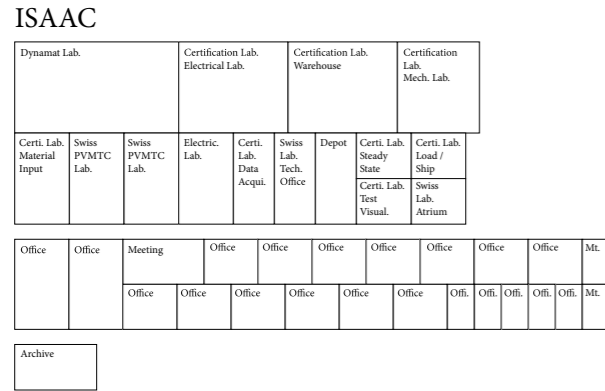 ISAAC
Dynamat Lab.
Certification Lab.
Electrical Lab.
Certification Lab.
Warehouse
Certification
Lab.
Mech. Lab.
Certi. Lab.
Material
Input
Swiss
PVMTC
Lab.
Swiss
PVMTC
Lab.
Electric.
Lab.
Certi.
Lab.
Data
Acqui.
Swiss
Lab.
Tech.
Office
Depot
Certi. Lab.
Steady
State
Certi. Lab.
Load /
Ship
Certi. Lab.
Test
Visual.
Swiss
Lab.
Atrium
Office
Office
Meeting
Office
Office
Office
Office
Office
Office
Office
Mt.
Office
Office
Office
Office
Office
Office
Offi.
Offi.
Offi.
Offi.
Offi.
Mt.
Archive